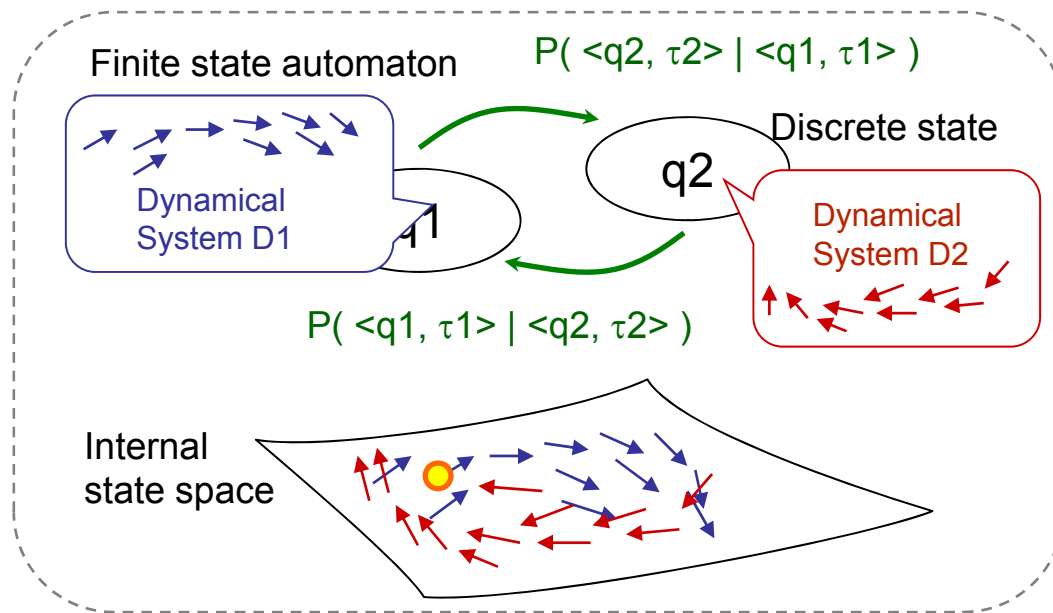 P( <q2, τ2> | <q1, τ1> )
Finite state automaton
Discrete state
q2
q1
Dynamical
System D1
Dynamical
System D2
P( <q1, τ1> | <q2, τ2> )
Internal
state space